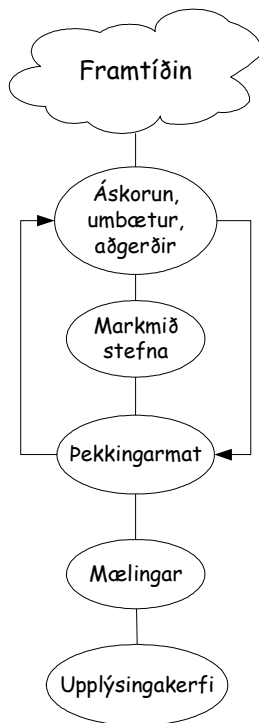 Framtíðin
Áskorun,
umbætur,
aðgerðir
Markmið
stefna
Þekkingarmat
Mælingar
Upplýsingakerfi